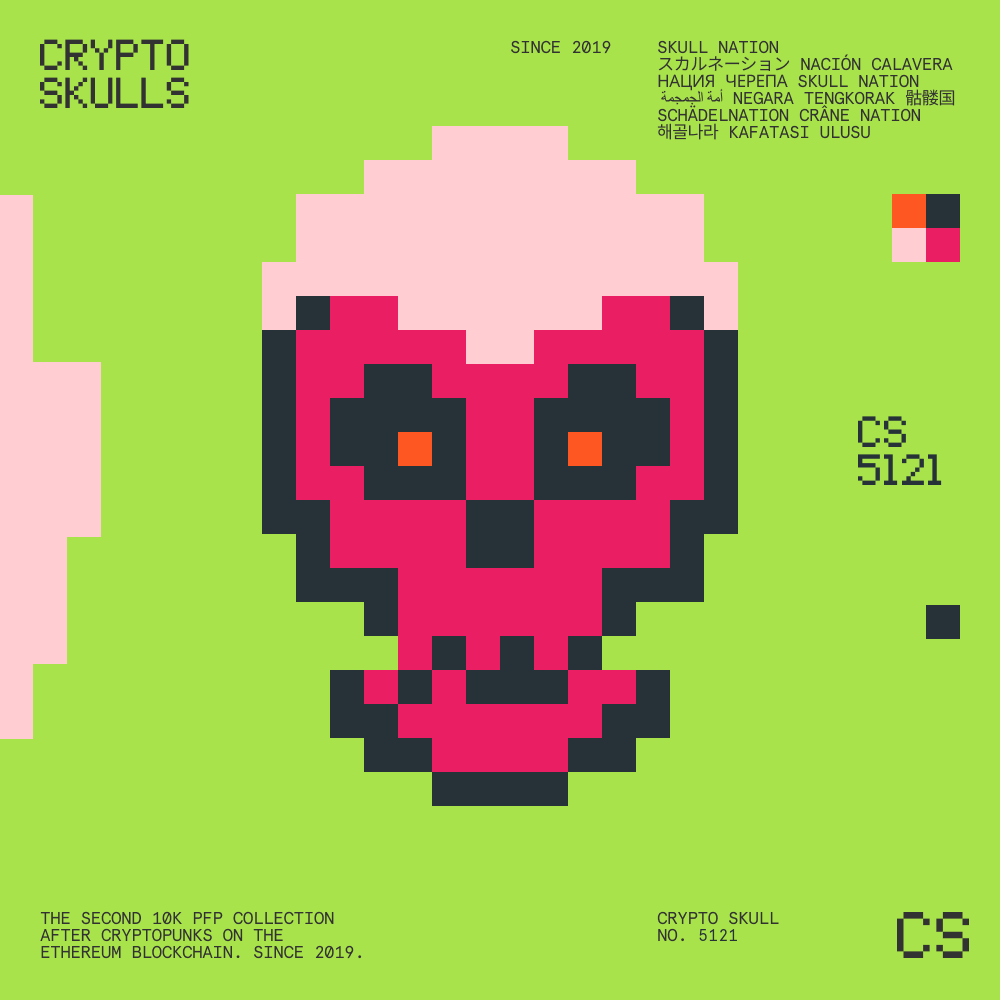 CRYPTO
SKULLS
SINCE 2019
SKULL NATION
スカルネーション NACIÓN CALAVERA
НАЦИЯ ЧЕРЕПА SKULL NATION
أمة الجمجمة NEGARA TENGKORAK 骷髅国
SCHÄDELNATION CRÂNE NATION
해골나라 KAFATASI ULUSU
CS
5121
THE SECOND 10K PFP COLLECTION
AFTER CRYPTOPUNKS ON THE
ETHEREUM BLOCKCHAIN. SINCE 2019.
CRYPTO SKULL
NO. 5121
CS